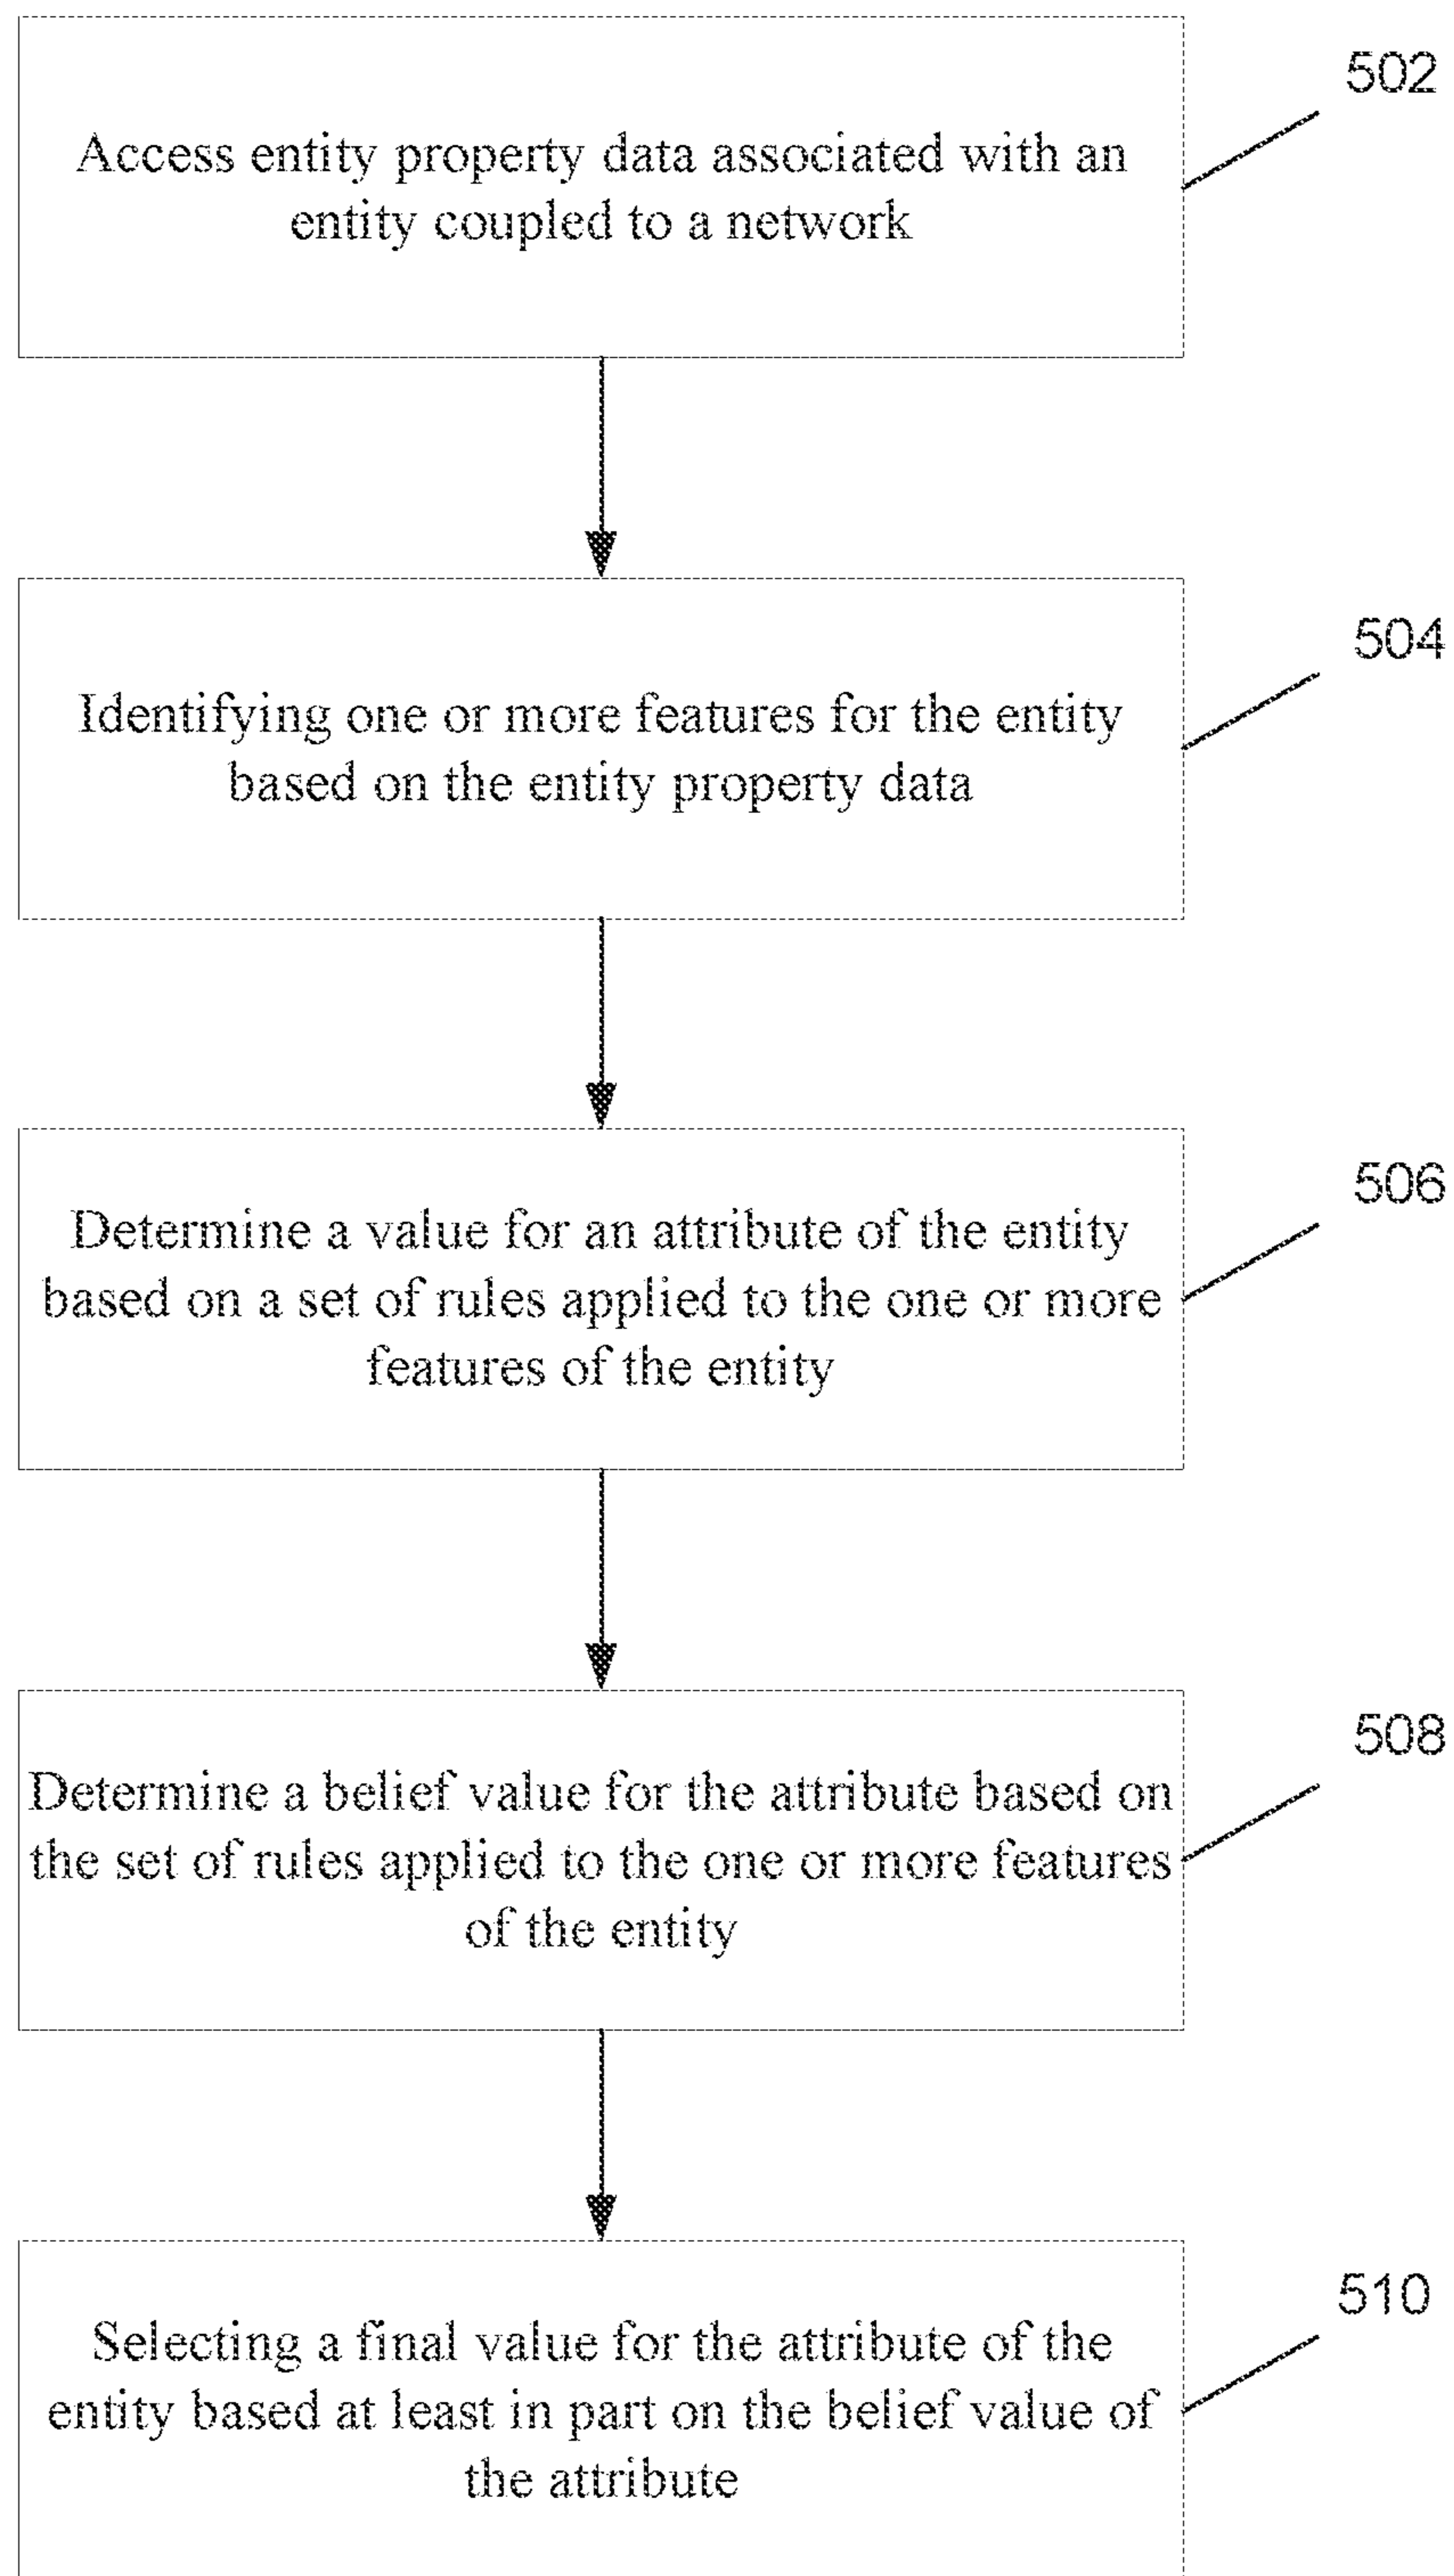 502
Access entity property data associated with an
entity coupled to a network
504
Identifying one or more features for the entity
based on the entity property data
506
Determine a value for an attribute of the entity
based on a set of rules applied to the one or more
features of the entity
508
Determine a belief value for the attribute based on
the set of rules applied to the one or more features
of the entity
510
Selecting a final value for the attribute of the
entity based at least in part on the belief value of
the attribute